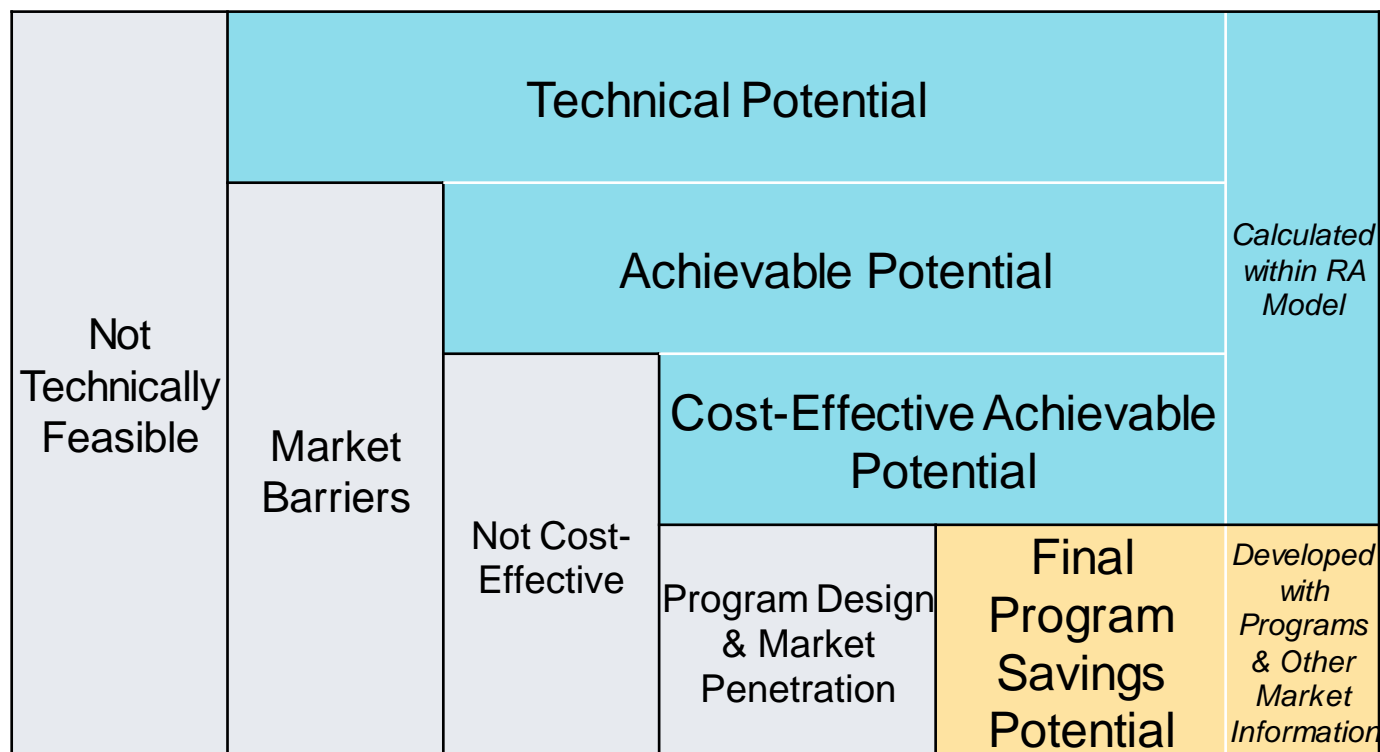 Technical Potential
Achievable Potential
Calculated
within RA
Model
Not
Technically
Feasible
Market
Barriers
Cost-Effective Achievable
Potential
Not Cost-
Effective
Program Design
& Market
Penetration
Final
Program
Savings
Potential
Developed
with
Programs
& Other
Market
Information